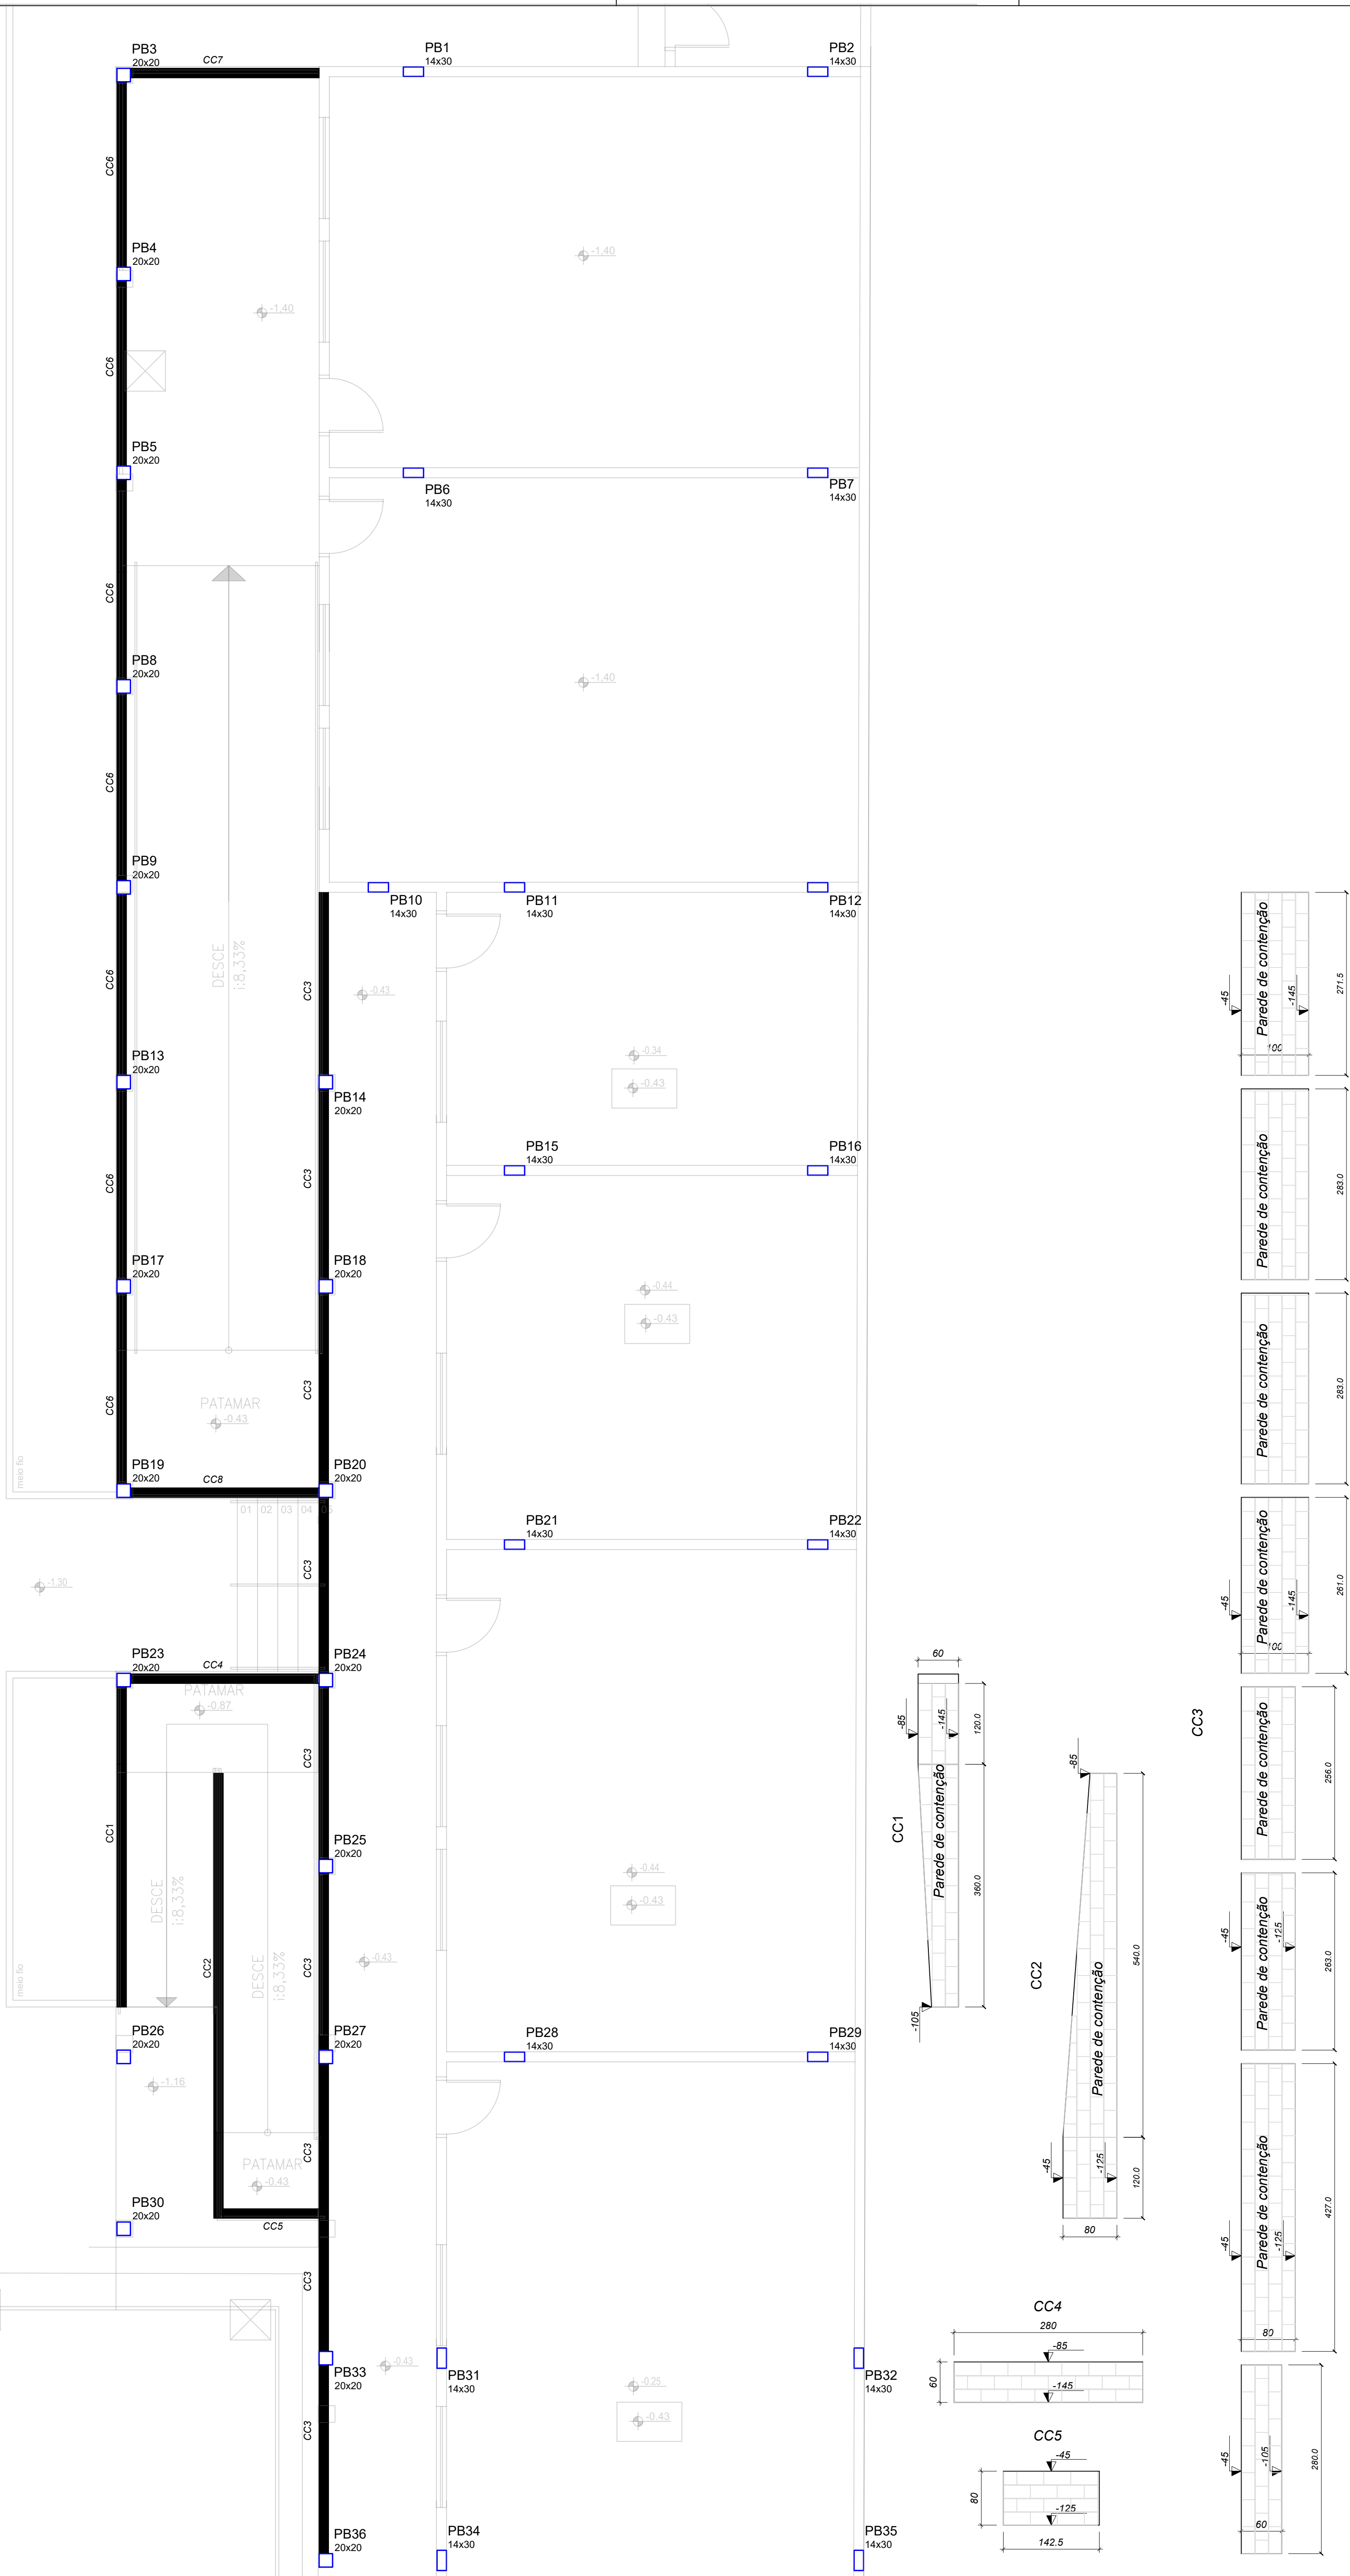 PB3
20x20
CC7
PB1
14x30
PB2
14x30
CC6
PB4
20x20
-1,40
-1,40
CC6
PB5
20x20
PB6
14x30
PB7
14x30
CC6
PB8
20x20
-1,40
CC6
PB9
20x20
PB10
14x30
PB11
14x30
PB12
14x30
DESCE
i:8,33%
CC6
CC3
-0.43
PB13
20x20
PB14
20x20
-0.34
-0.43
PB15
14x30
PB16
14x30
CC6
CC3
PB17
20x20
PB18
20x20
-0.44
-0.43
CC6
CC3
PATAMAR
-0.43
meio fio
PB19
20x20
CC8
PB20
20x20
01
02
03
04
PB21
14x30
PB22
14x30
-1.30
CC3
PB23
20x20
CC4
PB24
20x20
PATAMAR
-0.87
CC3
CC1
PB25
20x20
DESCE
i:8,33%
CC2
DESCE
i:8,33%
CC3
-0.43
-0.44
-0.43
meio fio
PB26
20x20
PB27
20x20
PB28
14x30
PB29
14x30
-1.16
CC3
PATAMAR
-0.43
PB30
20x20
CC5
CC3
PB33
20x20
-0.43
PB31
14x30
PB32
14x30
-0.25
-0.43
CC3
PB36
20x20
PB34
14x30
PB35
14x30
CC1
60
-85
-145
120.0
Parede de contenção
360.0
-105
CC2
-85
540.0
Parede de contenção
-45
-125
120.0
80
CC4
280
-85
60
-145
CC5
-45
80
-125
142.5
CC3
Parede de contenção
-45
-145
100
271.5
Parede de contenção
283.0
Parede de contenção
283.0
Parede de contenção
-45
-145
100
261.0
Parede de contenção
256.0
Parede de contenção
-45
-125
263.0
Parede de contenção
-45
-125
80
427.0
-45
-105
60
280.0